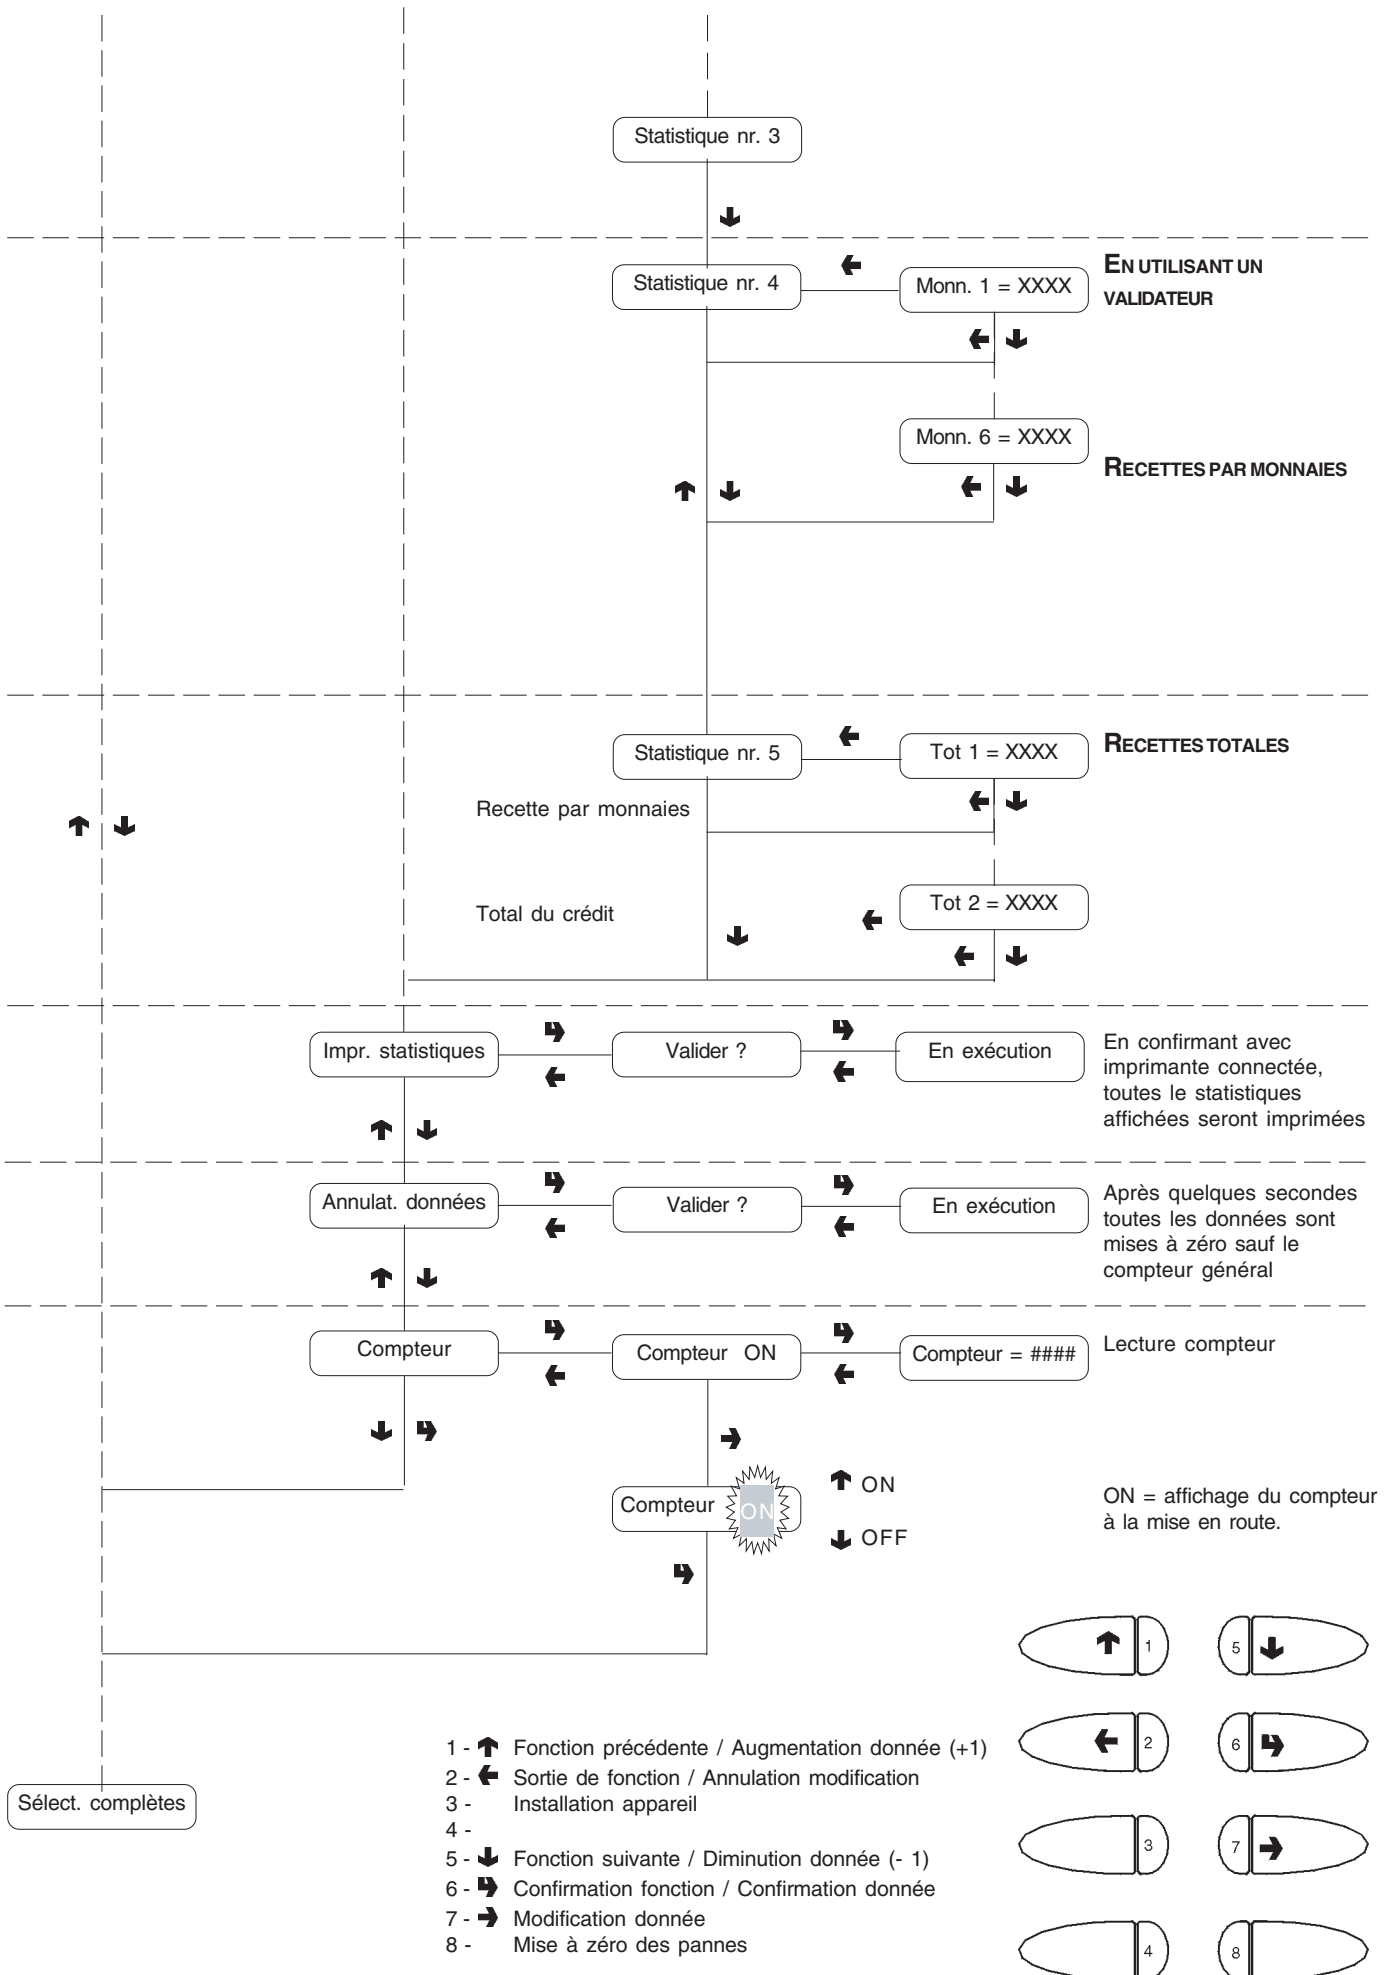 Statistique nr. 3
Statistique nr. 4
Monn. 1 = XXXX
EN UTILISANT UN
VALIDATEUR
Monn. 6 = XXXX
RECETTES PAR MONNAIES
Statistique nr. 5
Tot 1 = XXXX
RECETTES TOTALES
Recette par monnaies
Tot 2 = XXXX
Total du crédit
Impr. statistiques
Valider ?
En exécution
En confirmant avec
imprimante connectée,
toutes le statistiques
affichées seront imprimées
Annulat. données
Valider ?
En exécution
Après quelques secondes
toutes les données sont
mises à zéro sauf le
compteur général
Compteur
Compteur ON
Compteur = ####
Lecture compteur
Compteur ON
ON
OFF
ON = affichage du compteur
à la mise en route.
1 5
2 6
3 7
4 8
1 - Fonction précédente / Augmentation donnée (+1)
2 - Sortie de fonction / Annulation modification
3 - Installation appareil
4 -
5 - Fonction suivante / Diminution donnée (- 1)
6 - Confirmation fonction / Confirmation donnée
7 - Modification donnée
8 - Mise à zéro des pannes
Sélect. complètes